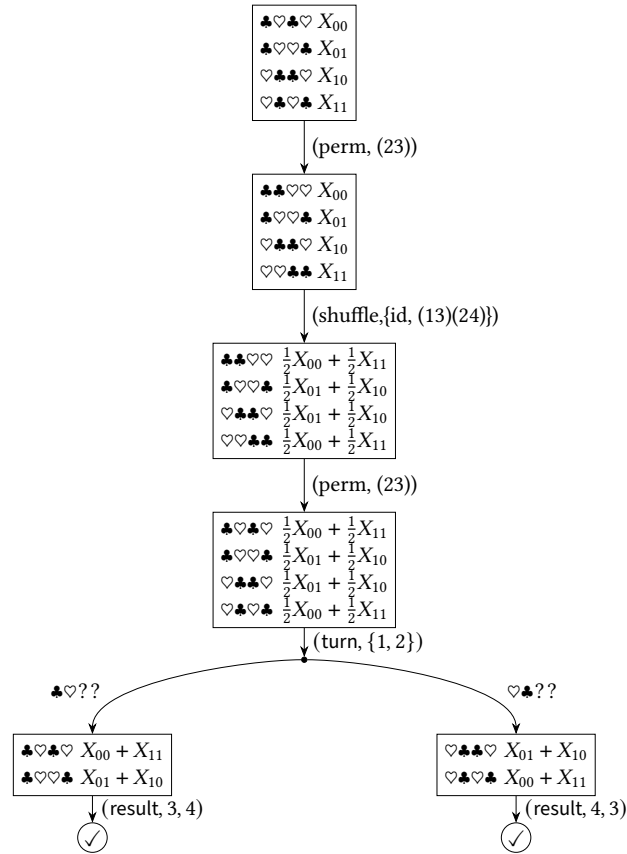 ♣♡♣♡ X₀₀
♣♡♡♣ X₀₁
♡♣♣♡ X₁₀
♡♣♡♣ X₁₁
(perm, (23))
♣♣♡♡ X₀₀
♣♡♡♣ X₀₁
♡♣♣♡ X₁₀
♡♡♣♣ X₁₁
(shuffle,{id, (13)(24)})
♣♣♡♡ ½X₀₀ + ½X₁₁
♣♡♡♣ ½X₀₁ + ½X₁₀
♡♣♣♡ ½X₀₁ + ½X₁₀
♡♡♣♣ ½X₀₀ + ½X₁₁
(perm, (23))
♣♡♣♡ ½X₀₀ + ½X₁₁
♣♡♡♣ ½X₀₁ + ½X₁₀
♡♣♣♡ ½X₀₁ + ½X₁₀
♡♣♡♣ ½X₀₀ + ½X₁₁
(turn, {1, 2})
♣♡??
♡♣??
♣♡♣♡ X₀₀ + X₁₁
♣♡♡♣ X₀₁ + X₁₀
♡♣♣♡ X₀₁ + X₁₀
♡♣♡♣ X₀₀ + X₁₁
(result, 3, 4)
(result, 4, 3)
✓
✓